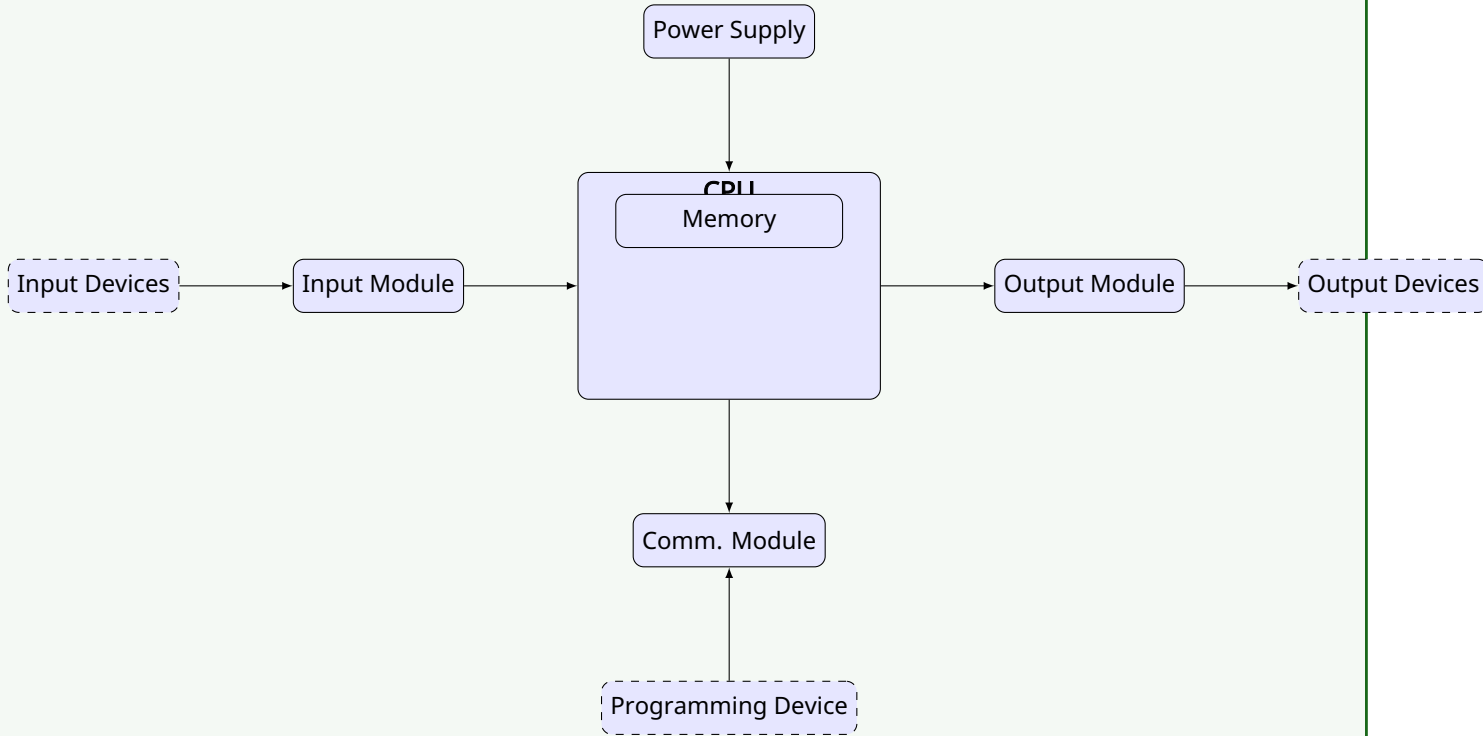 Power Supply
CPU
Memory
Input Devices
Input Module
Output Module
Output Devices
Comm. Module
Programming Device